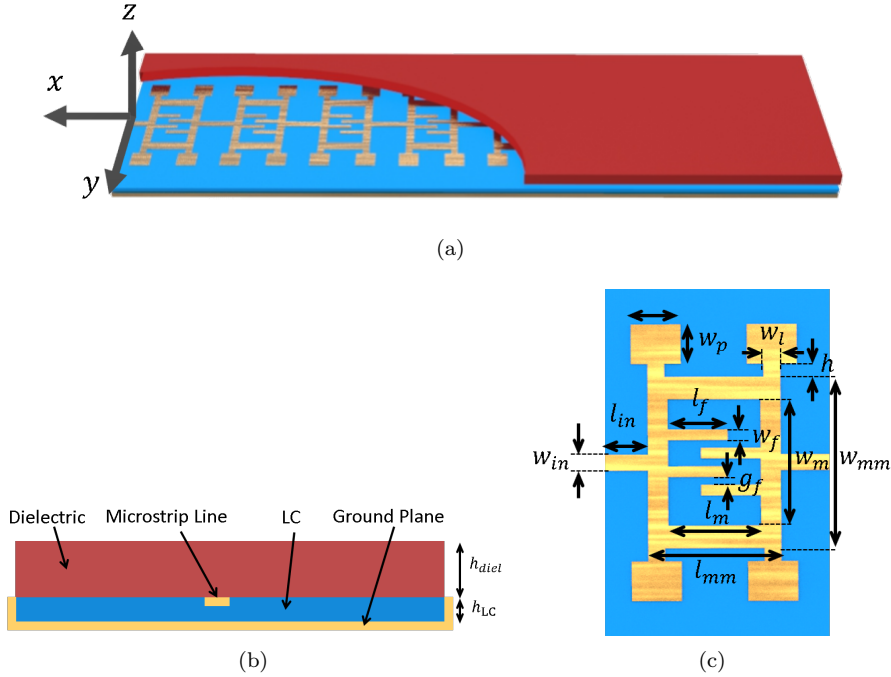 z
x
y
(a)
Dielectric Microstrip Line LC Ground Plane
h_diel
h_LC
(b)
w_p w_l
h
l_in l_f
w_in w_f w_m w_mm
g_f
l_m
l_mm
(c)